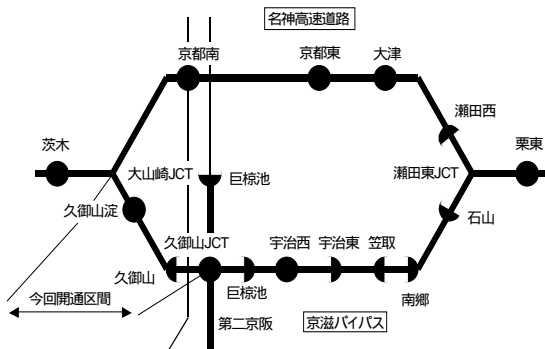 名神高速道路
京都南
京都東
大津
瀬田西
茨木
栗東
大山崎JCT
巨椋池
瀬田東JCT
久御山淀
石山
久御山JCT
宇治西
宇治東
笠取
久御山
巨椋池
南郷
今回開通区間
第二京阪
京滋バイパス